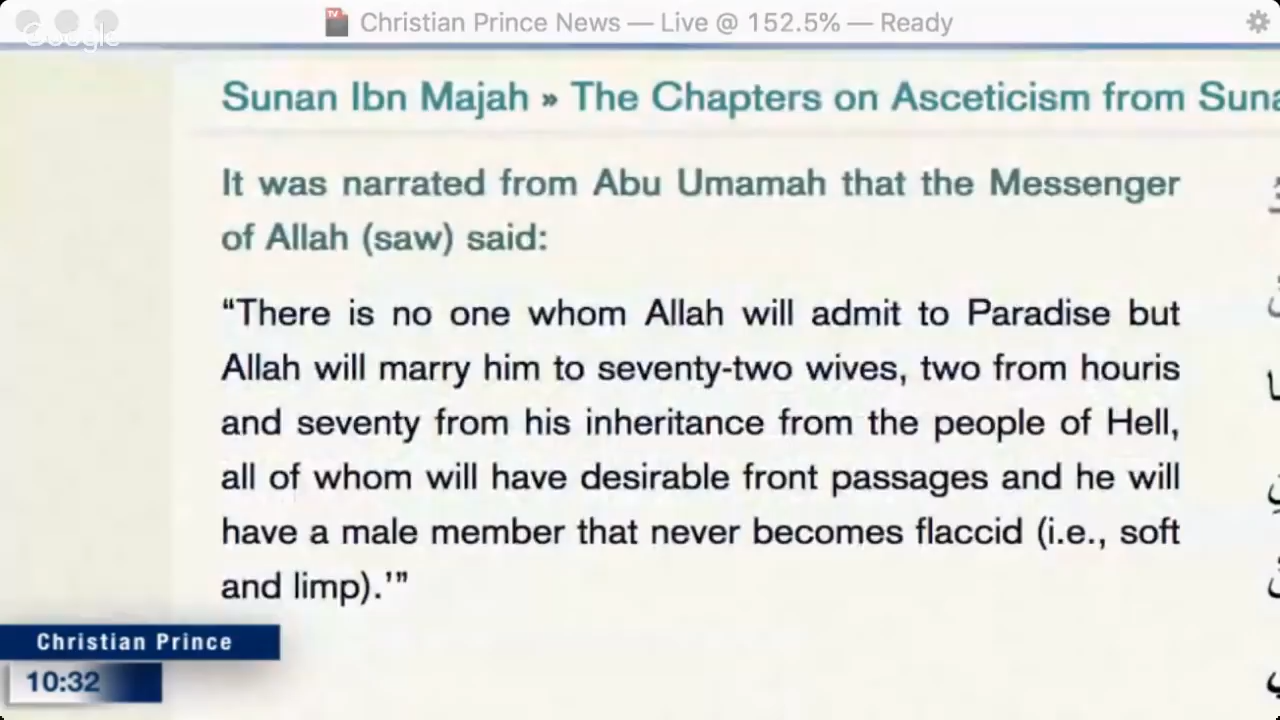 Christian Prince News — Live @ 152.5% — Ready
Google
Sunan Ibn Majah » The Chapters on Asceticism from
It was narrated from Abu Umamah that the Messenger
of Allah (saw) said:
“There is no one whom Allah will admit to Paradise but
Allah will marry him to seventy-two wives, two from houris
and seventy from his inheritance from the people of Hell,
all of whom will have desirable front passages and he will
have a male member that never becomes flaccid (i.e., soft
and limp).’”
Christian Prince
10:32